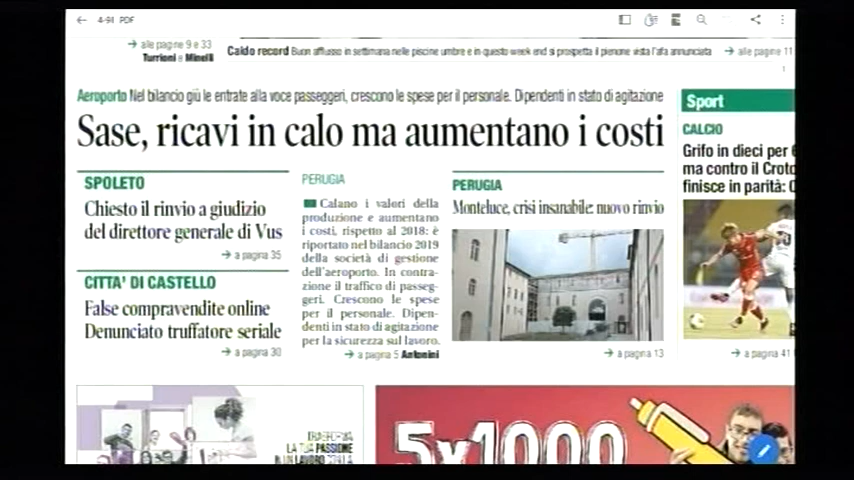 4-91 PDF
alle pagine 9 e 33
Turrioni e Minelli
Caldo record Buon afflusso in settimana nelle piscine umbre e in questo week end si prospetta il pienone vista l'afa annunciata
alle pagine 11
Aeroporto Nel bilancio giù le entrate alla voce passeggeri, crescono le spese per il personale. Dipendenti in stato di agitazione
Sase, ricavi in calo ma aumentano i costi
SPOLETO
Chiesto il rinvio a giudizio
del direttore generale di Vus
a pagina 35
CITTA' DI CASTELLO
False compravendite online
Denunciato truffatore seriale
a pagina 30
PERUGIA
Calano i valori della
produzione e aumentano
i costi, rispetto al 2018: è
riportato nel bilancio 2019
della società di gestione
dell'aeroporto. In contra-
zione il traffico di passeg-
geri. Crescono le spese
per il personale. Dipen-
denti in stato di agitazione
per la sicurezza sul lavoro.
a pagina 5 Antonini
PERUGIA
Monteluce, crisi insanabile: nuovo rinvio
a pagina 13
Sport
CALCIO
Grifo in dieci per
ma contro il Croto
finisce in parità:
a pagina 41
LA TUA PASSIONE
5x1000